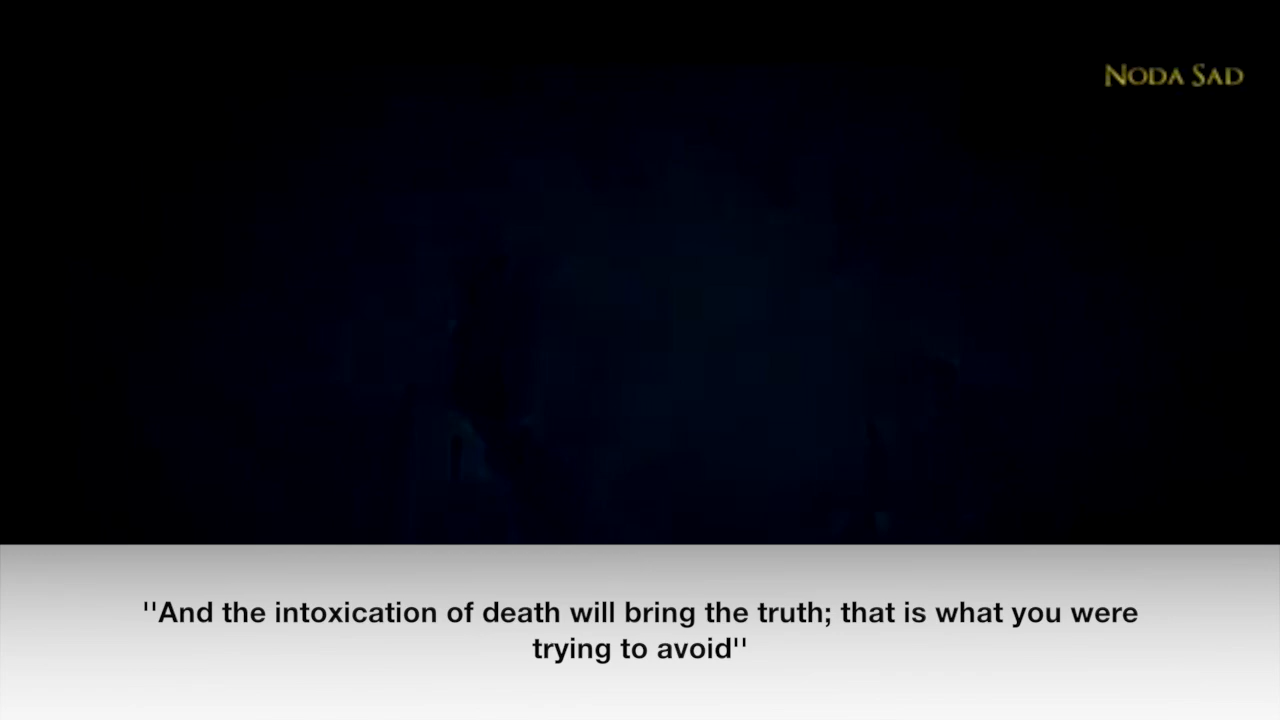 NODA SAD
''And the intoxication of death will bring the truth; that is what you were
trying to avoid''